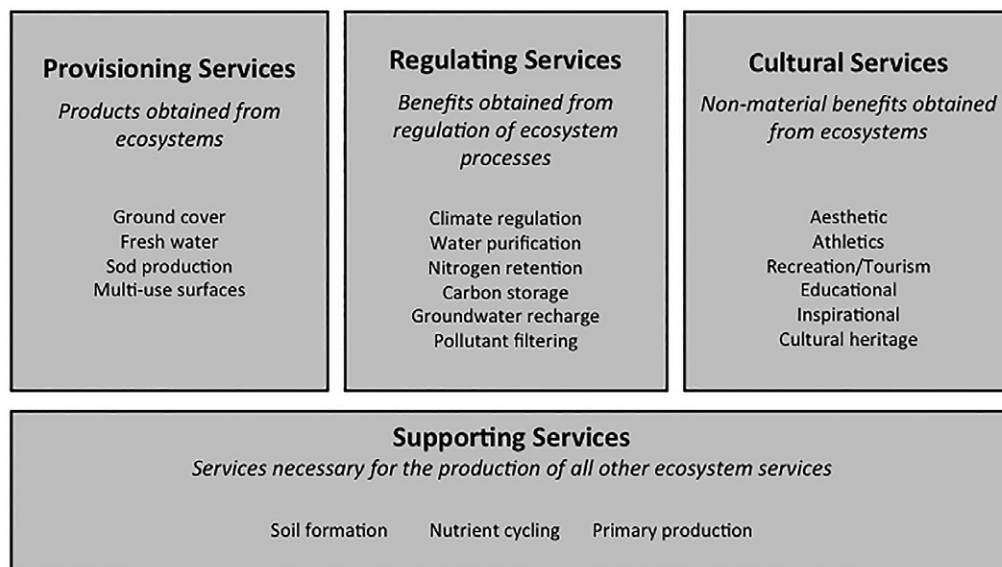 Provisioning Services
Products obtained from
ecosystems
Ground cover
Fresh water
Sod production
Multi-use surfaces
Regulating Services
Benefits obtained from
regulation of ecosystem
processes
Climate regulation
Water purification
Nitrogen retention
Carbon storage
Groundwater recharge
Pollutant filtering
Cultural Services
Non-material benefits obtained
from ecosystems
Aesthetic
Athletics
Recreation/Tourism
Educational
Inspirational
Cultural heritage
Supporting Services
Services necessary for the production of all other ecosystem services
Soil formation Nutrient cycling Primary production